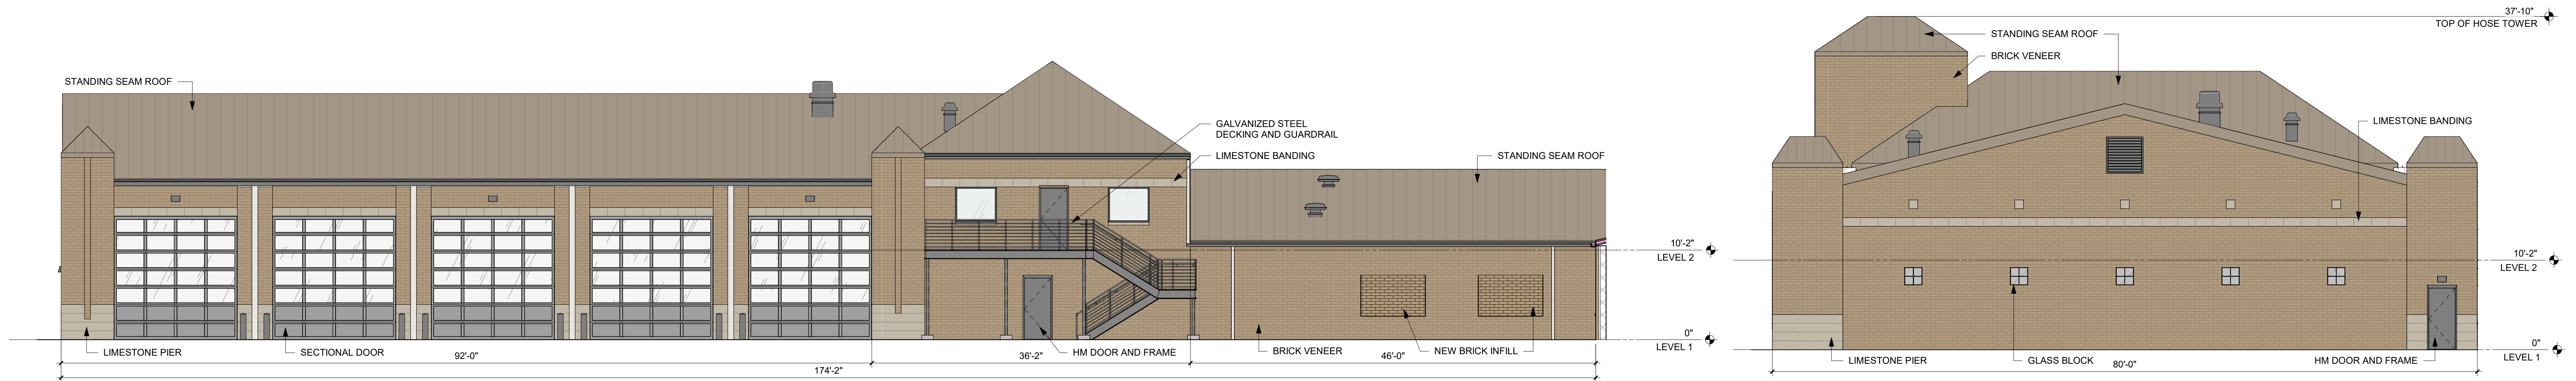 STANDING SEAM ROOF
GALVANIZED STEEL
DECKING AND GUARDRAIL
LIMESTONE BANDING
STANDING SEAM ROOF
10'-2"
LEVEL 2
0"
LEVEL 1
LIMESTONE PIER
SECTIONAL DOOR
HM DOOR AND FRAME
BRICK VENEER
NEW BRICK INFILL
92'-0"
36'-2"
46'-0"
174'-2"
37'-10"
TOP OF HOSE TOWER
STANDING SEAM ROOF
BRICK VENEER
LIMESTONE BANDING
10'-2"
LEVEL 2
0"
LEVEL 1
LIMESTONE PIER
GLASS BLOCK
HM DOOR AND FRAME
80'-0"